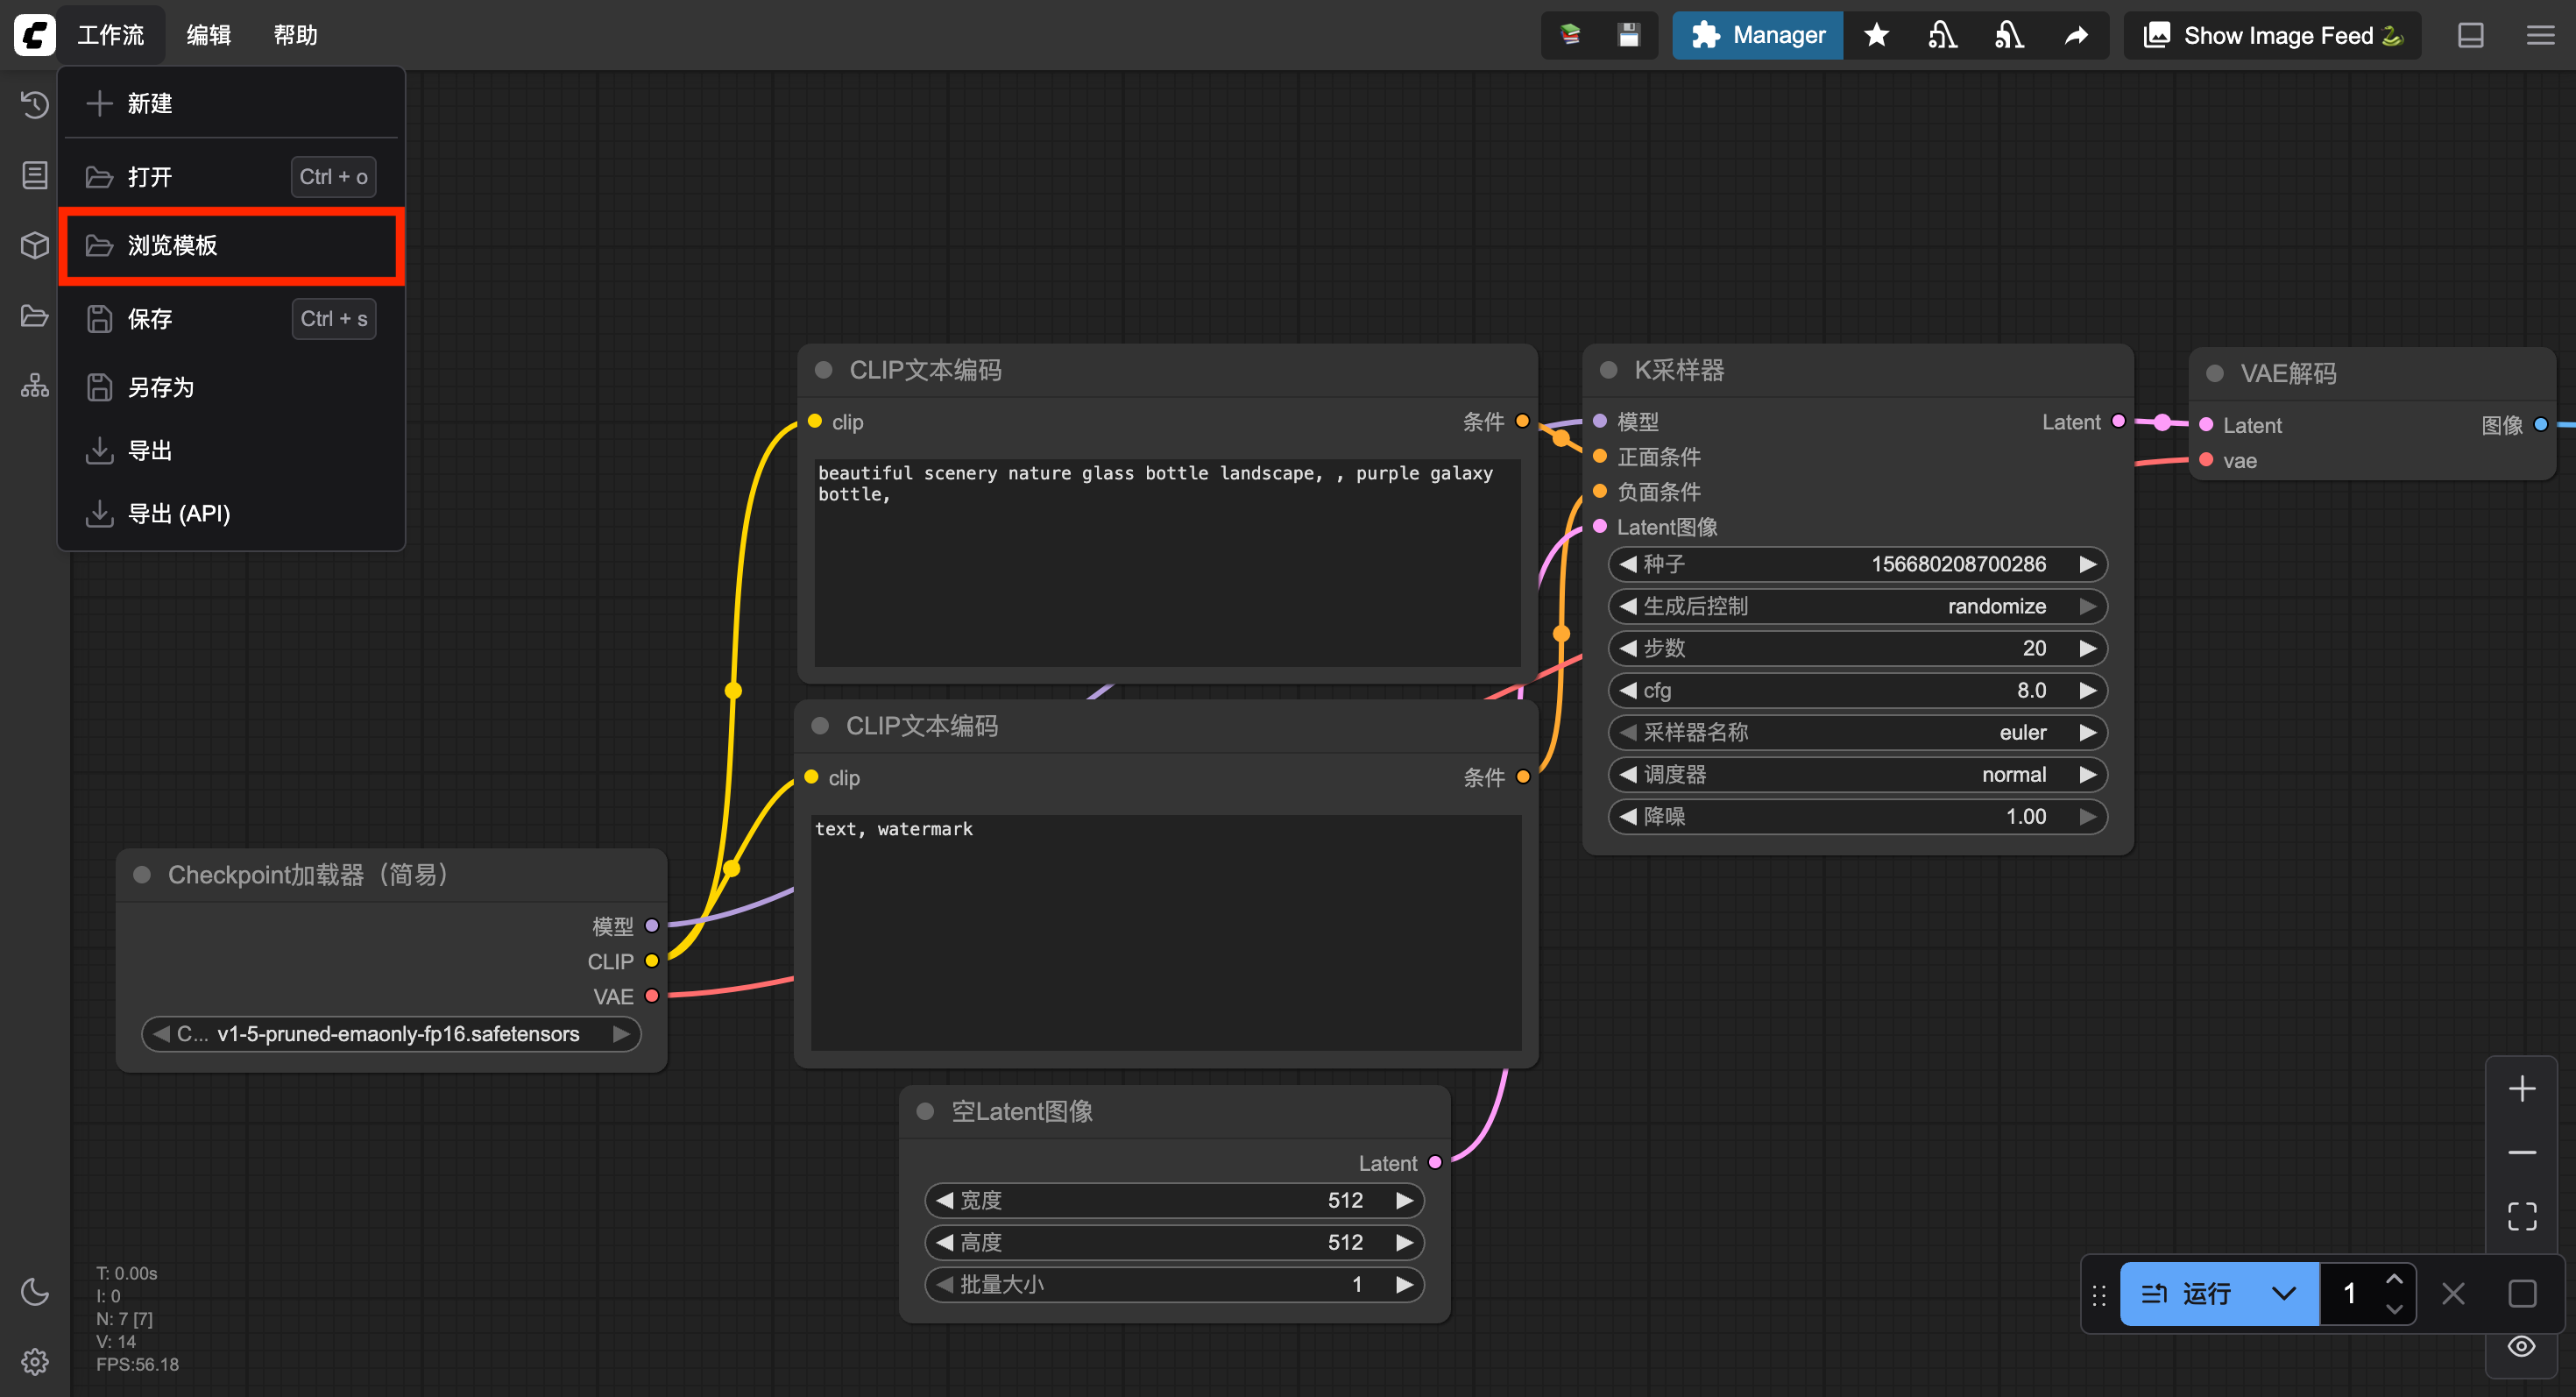 工作流 编辑 帮助
Manager
Show Image Feed
新建
打开 Ctrl + o
浏览模板
保存 Ctrl + s
另存为
导出
导出 (API)
CLIP文本编码
clip 条件
beautiful scenery nature glass bottle landscape, , purple galaxy
bottle,
CLIP文本编码
clip 条件
text, watermark
K采样器
模型 Latent
正面条件
负面条件
Latent图像
种子 156680208700286
生成后控制 randomize
步数 20
cfg 8.0
采样器名称 euler
调度器 normal
降噪 1.00
VAE解码
Latent 图像
vae
Checkpoint加载器（简易）
模型
CLIP
VAE
C... v1-5-pruned-emaonly-fp16.safetensors
空Latent图像
Latent
宽度 512
高度 512
批量大小 1
T: 0.00s
I: 0
N: 7 [7]
V: 14
FPS:56.18
运行 1